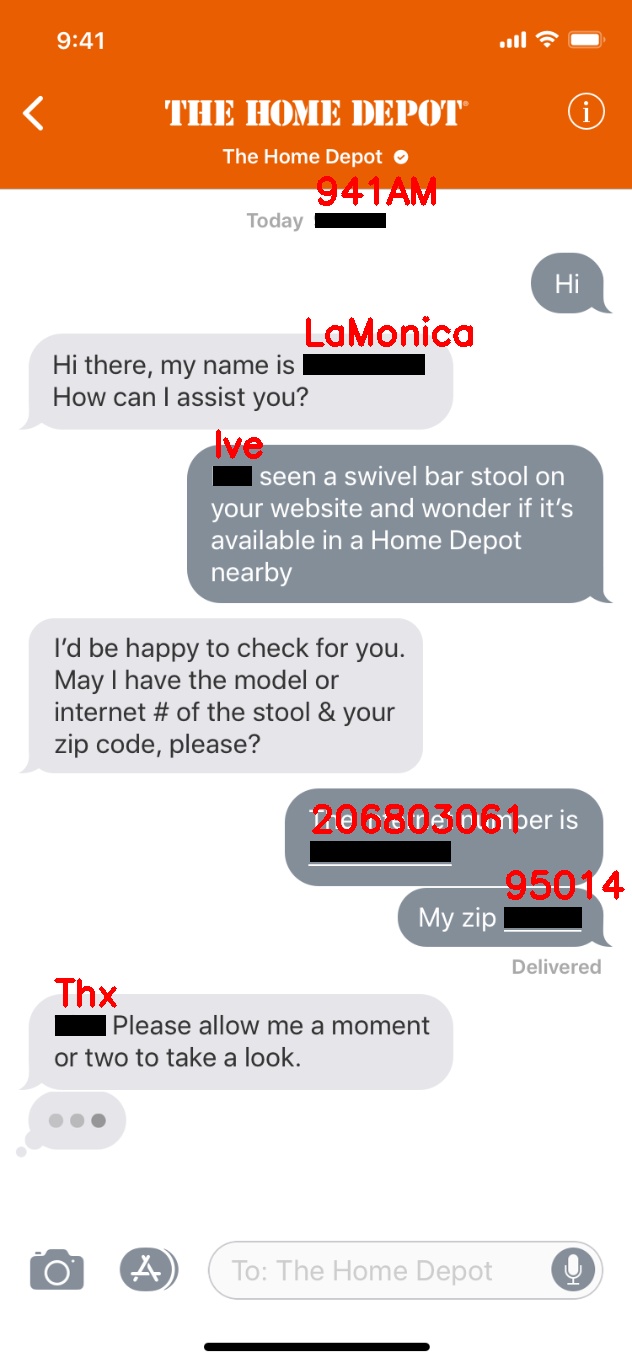 9:41
THE HOME DEPOT
The Home Depot
941AM
Today
Hi
LaMonica
Hi there, my name is
How can I assist you?
Ive
seen a swivel bar stool on
your website and wonder if it's
available in a Home Depot
nearby
I'd be happy to check for you.
May I have the model or
internet # of the stool & your
zip code, please?
206803061
The internet number is
95014
My zip
Delivered
Thx
Please allow me a moment
or two to take a look.
To: The Home Depot